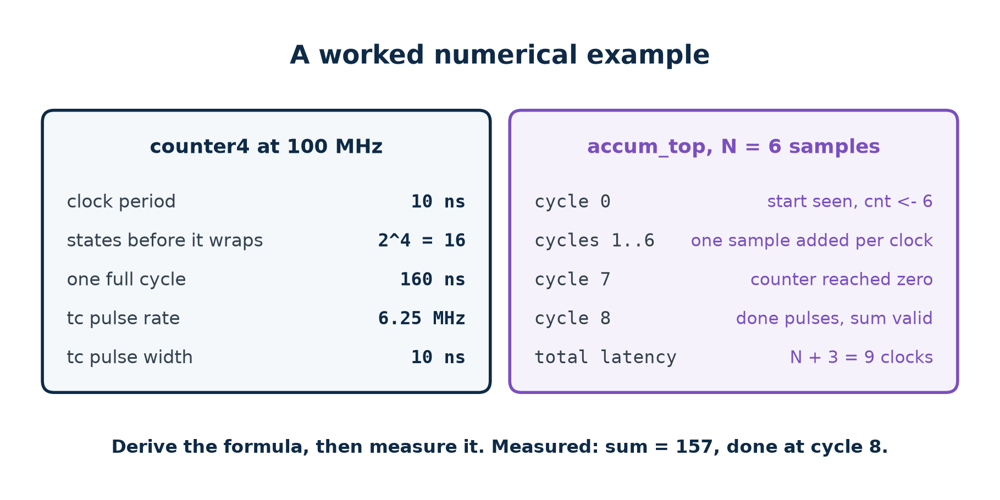 A worked numerical example
counter4 at 100 MHz
clock period 10 ns
states before it wraps 2^4 = 16
one full cycle 160 ns
tc pulse rate 6.25 MHz
tc pulse width 10 ns
accum_top, N = 6 samples
cycle 0 start seen, cnt <- 6
cycles 1..6 one sample added per clock
cycle 7 counter reached zero
cycle 8 done pulses, sum valid
total latency N + 3 = 9 clocks
Derive the formula, then measure it. Measured: sum = 157, done at cycle 8.